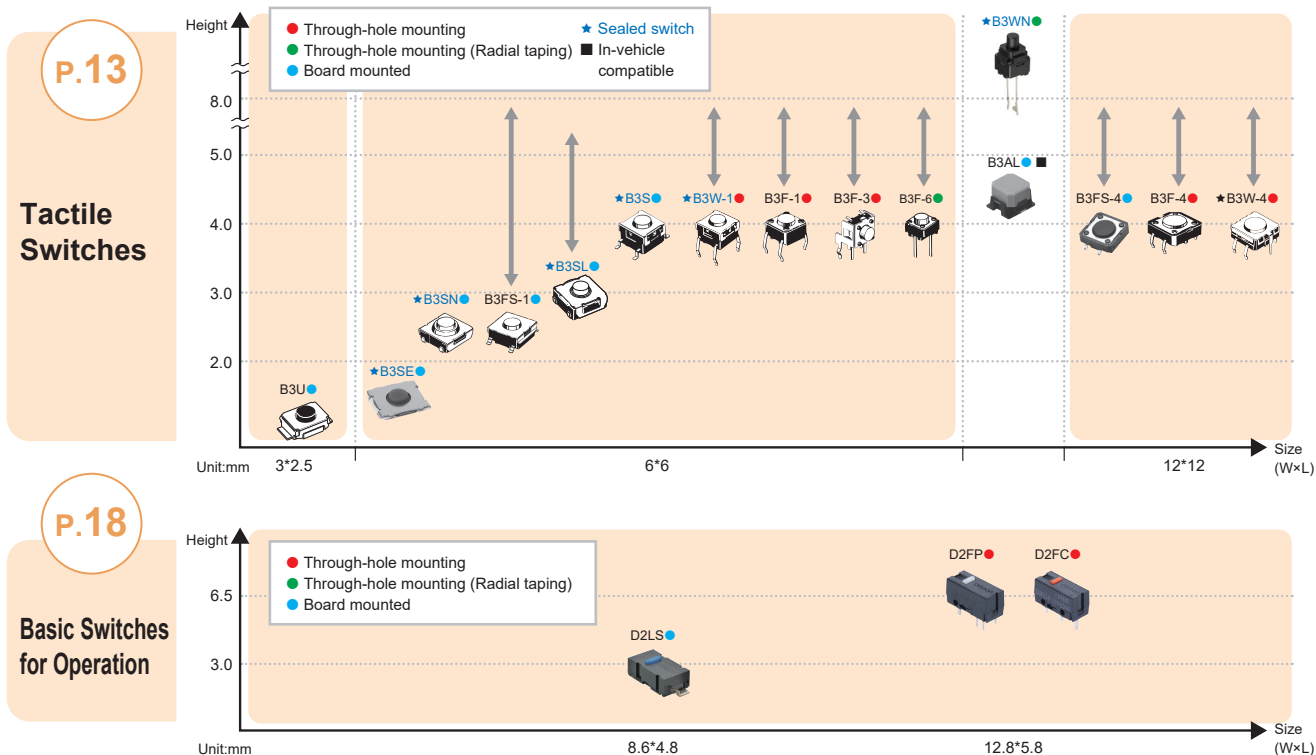 P.13
Tactile
Switches
Height
● Through-hole mounting
● Through-hole mounting (Radial taping)
● Board mounted
★ Sealed switch
■ In-vehicle
compatible
8.0
5.0
4.0
3.0
2.0
★B3WN●
B3AL● ■
★B3S●
★B3W-1●
B3F-1●
B3F-3●
B3F-6●
B3FS-4●
B3F-4●
★B3W-4●
★B3SL●
★B3SN●
B3FS-1●
★B3SE●
B3U●
Unit:mm
3*2.5
6*6
12*12
Size
(W×L)
P.18
Basic Switches
for Operation
Height
● Through-hole mounting
● Through-hole mounting (Radial taping)
● Board mounted
6.5
3.0
D2FP●
D2FC●
D2LS●
Unit:mm
8.6*4.8
12.8*5.8
Size
(W×L)